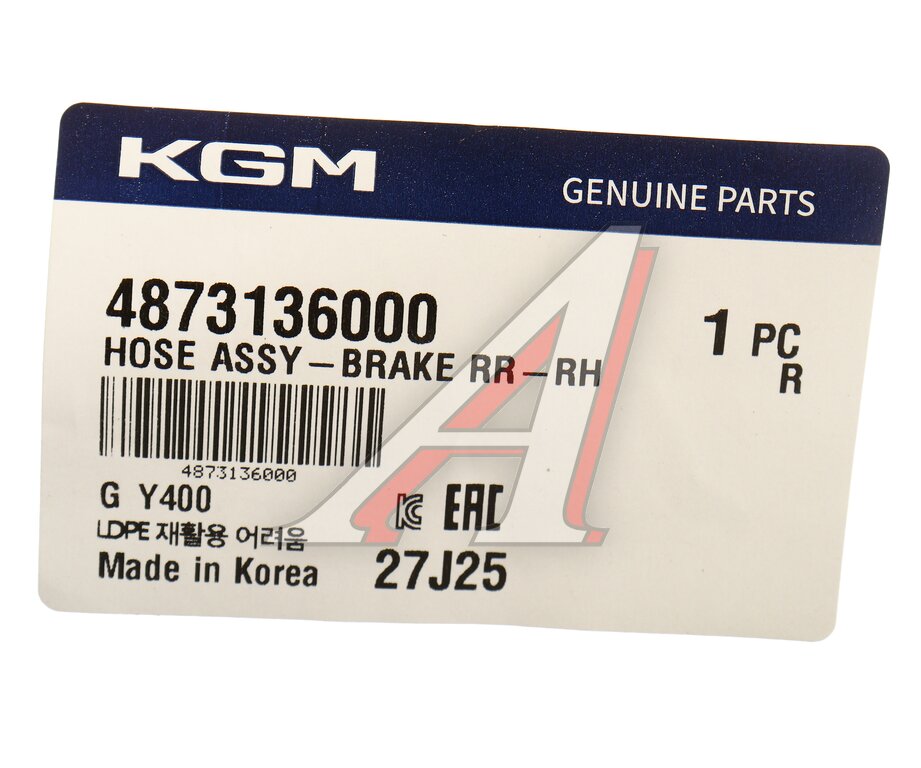 KGM
GENUINE PARTS
4873136000
1 PC
HOSE ASSY-BRAKE RR-RH
R
4873136000
G Y400
EAC
LDPE 재활용 어려움
Made in Korea 27J25